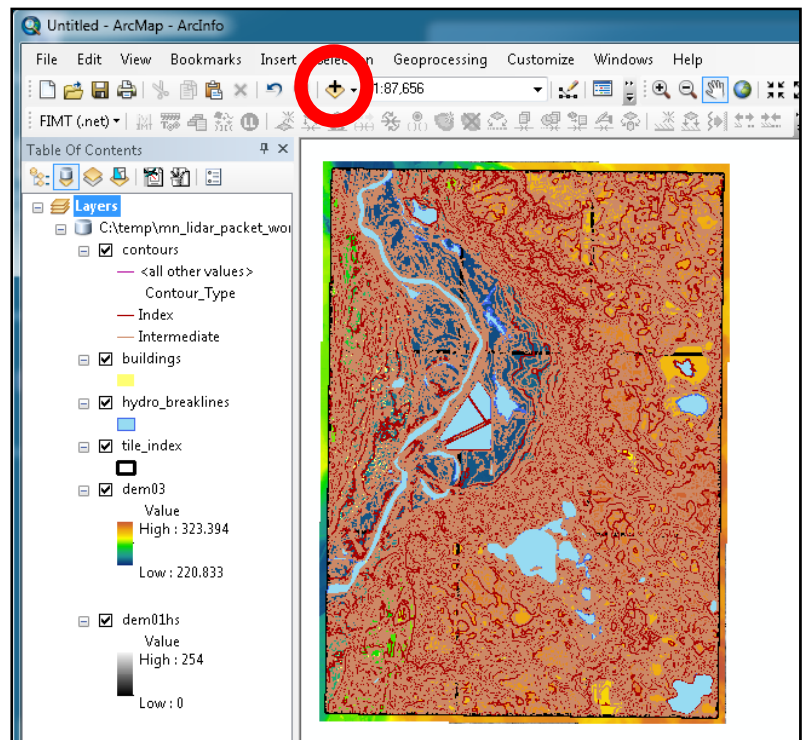 Untitled - ArcMap - ArcInfo
File Edit View Bookmarks Insert Selection Geoprocessing Customize Windows Help
1:87,656
FIMT (.net)
Table Of Contents
Layers
C:\temp\mn_lidar_packet_wo
contours
<all other values>
Contour_Type
Index
Intermediate
buildings
hydro_breaklines
tile_index
dem03
Value
High : 323.394
Low : 220.833
dem01hs
Value
High : 254
Low : 0